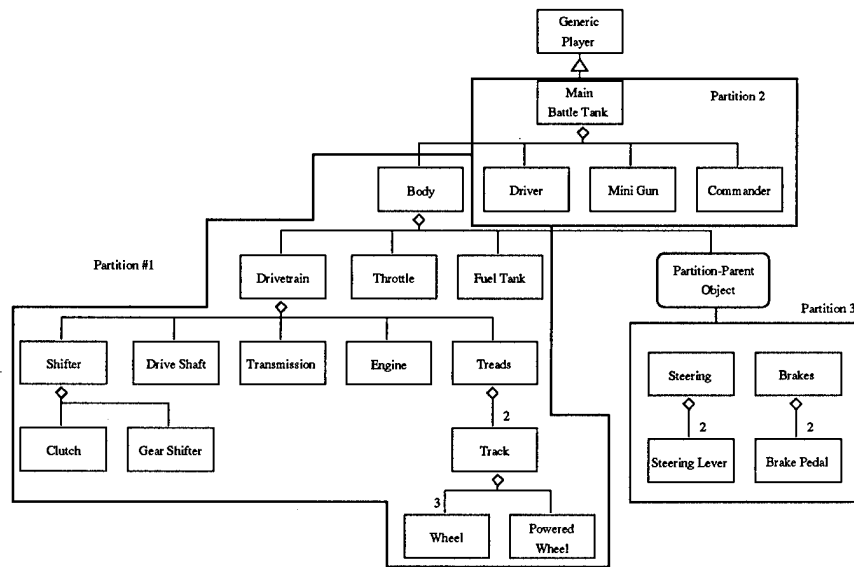 Generic
Player
Main
Battle Tank
Partition 2
Body
Driver
Mini Gun
Commander
Partition #1
Drivetrain
Throttle
Fuel Tank
Partition-Parent
Object
Partition 3
Shifter
Drive Shaft
Transmission
Engine
Treads
Steering
Brakes
2
2
2
Clutch
Gear Shifter
Track
Steering Lever
Brake Pedal
3
Wheel
Powered
Wheel